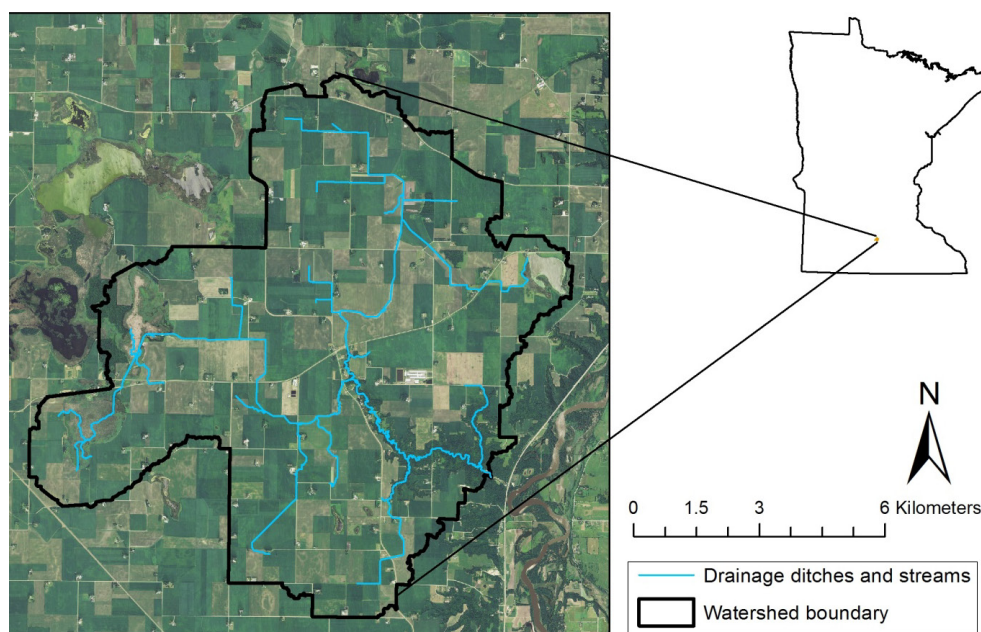 N
0 1.5 3 6 Kilometers
Drainage ditches and streams
Watershed boundary